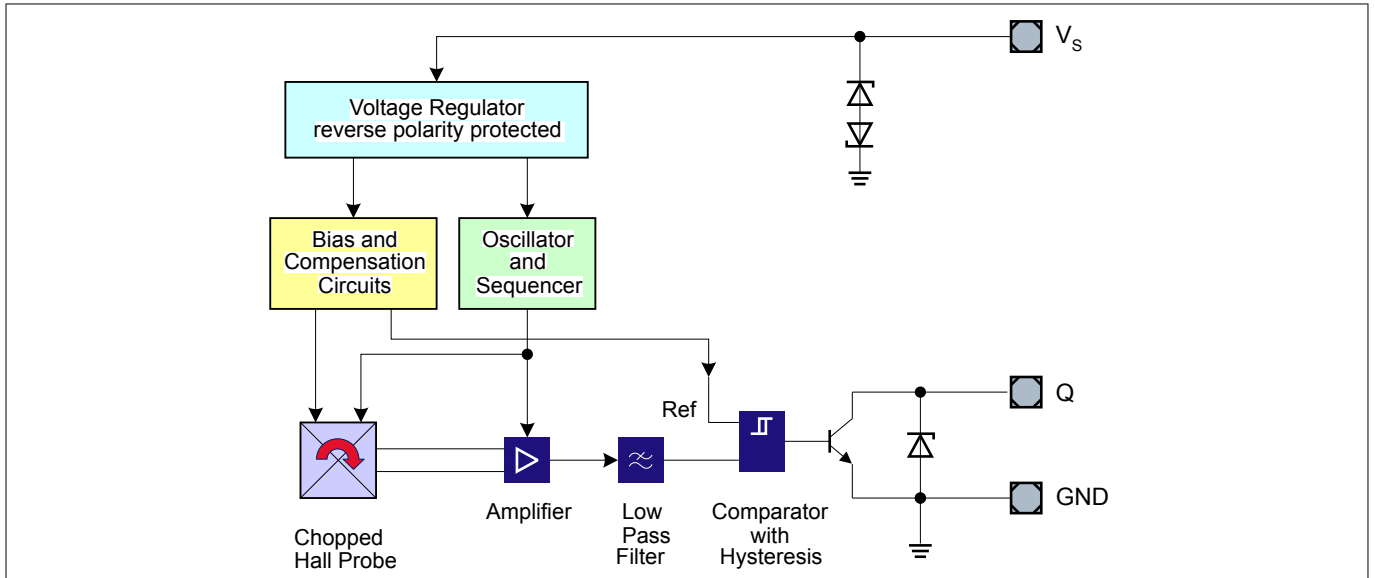 V_S
Voltage Regulator
reverse polarity protected
Bias and
Compensation
Circuits
Oscillator
and
Sequencer
Ref
Q
GND
Amplifier
Low
Pass
Filter
Comparator
with
Hysteresis
Chopped
Hall Probe